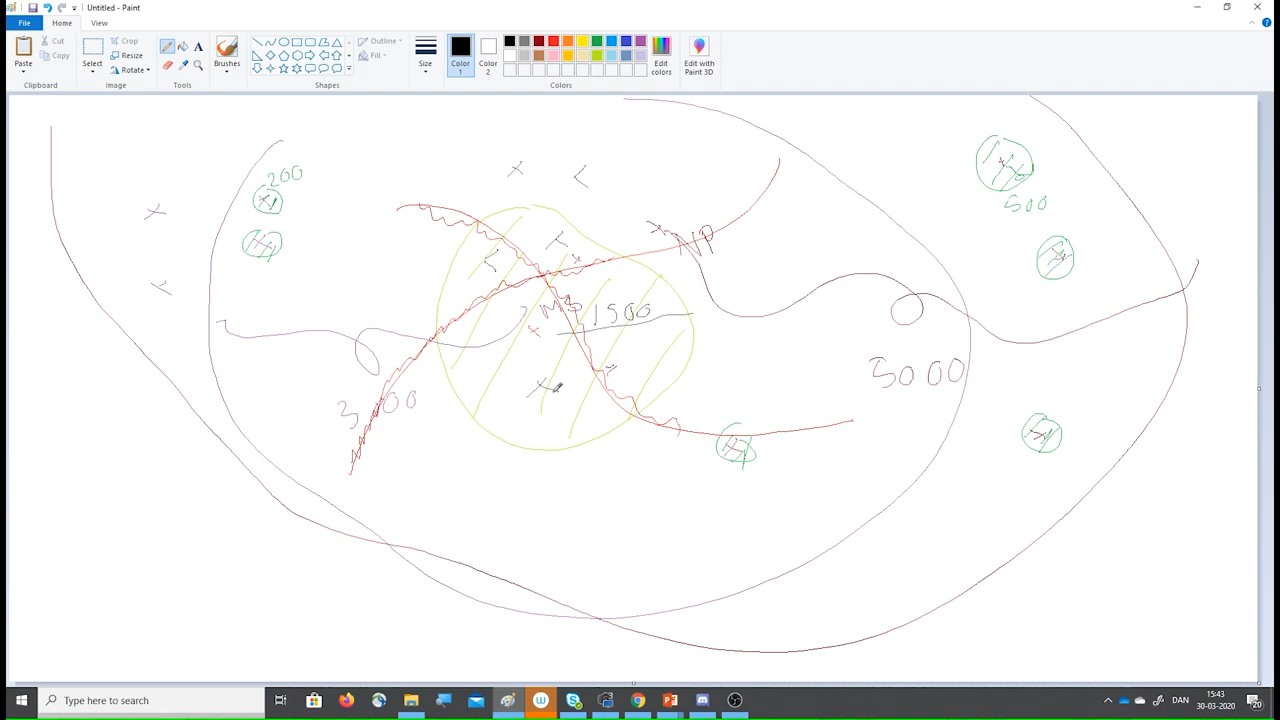 Untitled - Paint
File Home View
Cut
Copy
Paste
Crop
Resize
Rotate
Select
Brushes
Outline
Fill
Size
Color 1
Color 2
Edit colors
Edit with Paint 3D
Clipboard
Image
Tools
Shapes
Colors
200
500
1500
5000
Type here to search
DAN
15:43
30-03-2020
20